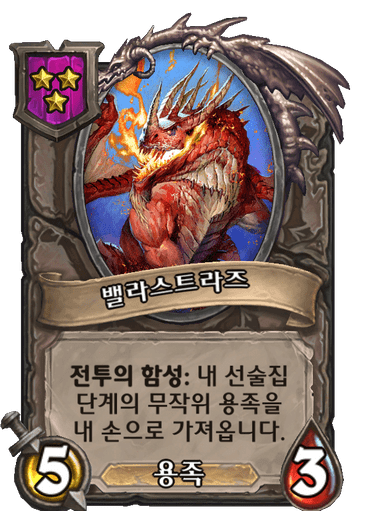 밸라스트라즈
전투의 함성: 내 선술집
단계의 무작위 용족을
내 손으로 가져옵니다.
5
용족
3